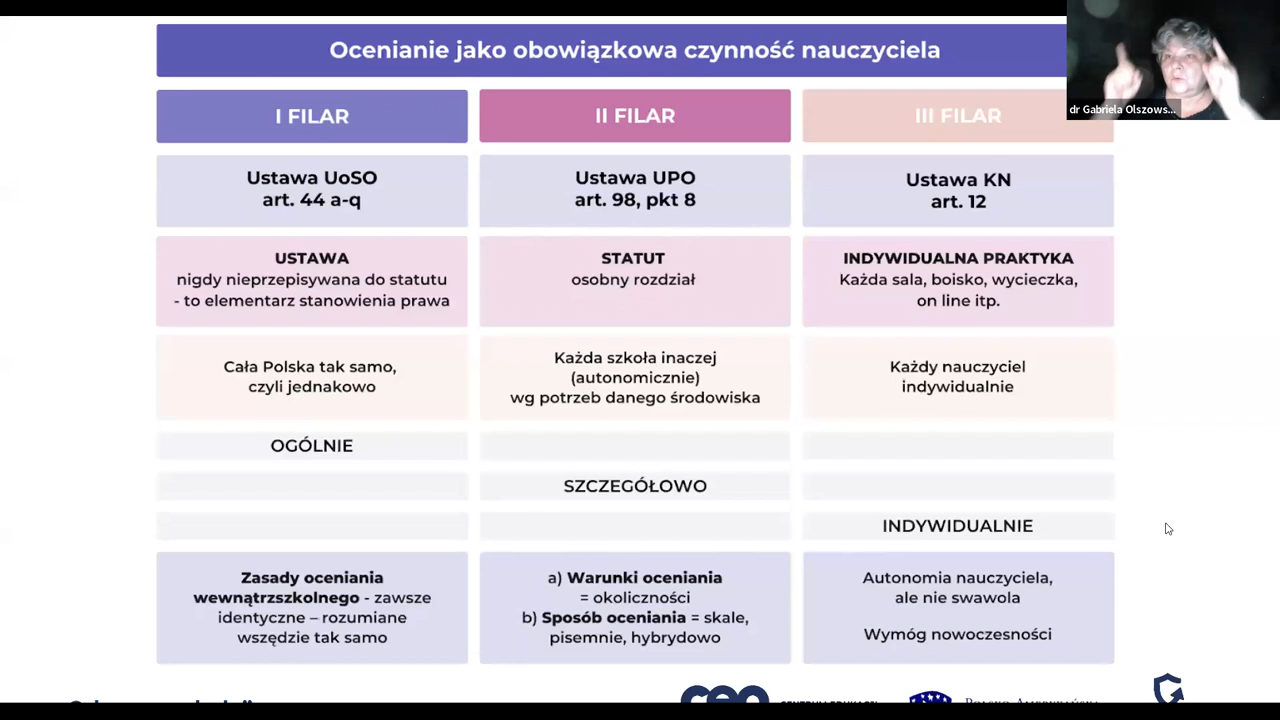 Ocenianie jako obowiązkowa czynność nauczyciela
dr Gabriela Olszows...
I FILAR
II FILAR
III FILAR
Ustawa UoSO
art. 44 a-q
Ustawa UPO
art. 98, pkt 8
Ustawa KN
art. 12
USTAWA
nigdy nieprzepisywana do statutu
- to elementarz stanowienia prawa
STATUT
osobny rozdział
INDYWIDUALNA PRAKTYKA
Każda sala, boisko, wycieczka,
on line itp.
Cała Polska tak samo,
czyli jednakowo
Każda szkoła inaczej
(autonomicznie)
wg potrzeb danego środowiska
Każdy nauczyciel
indywidualnie
OGÓLNIE
SZCZEGÓŁOWO
INDYWIDUALNIE
Zasady oceniania
wewnątrzszkolnego - zawsze
identyczne – rozumiane
wszędzie tak samo
a) Warunki oceniania
= okoliczności
b) Sposób oceniania = skale,
pisemnie, hybrydowo
Autonomia nauczyciela,
ale nie swawola
Wymóg nowoczesności